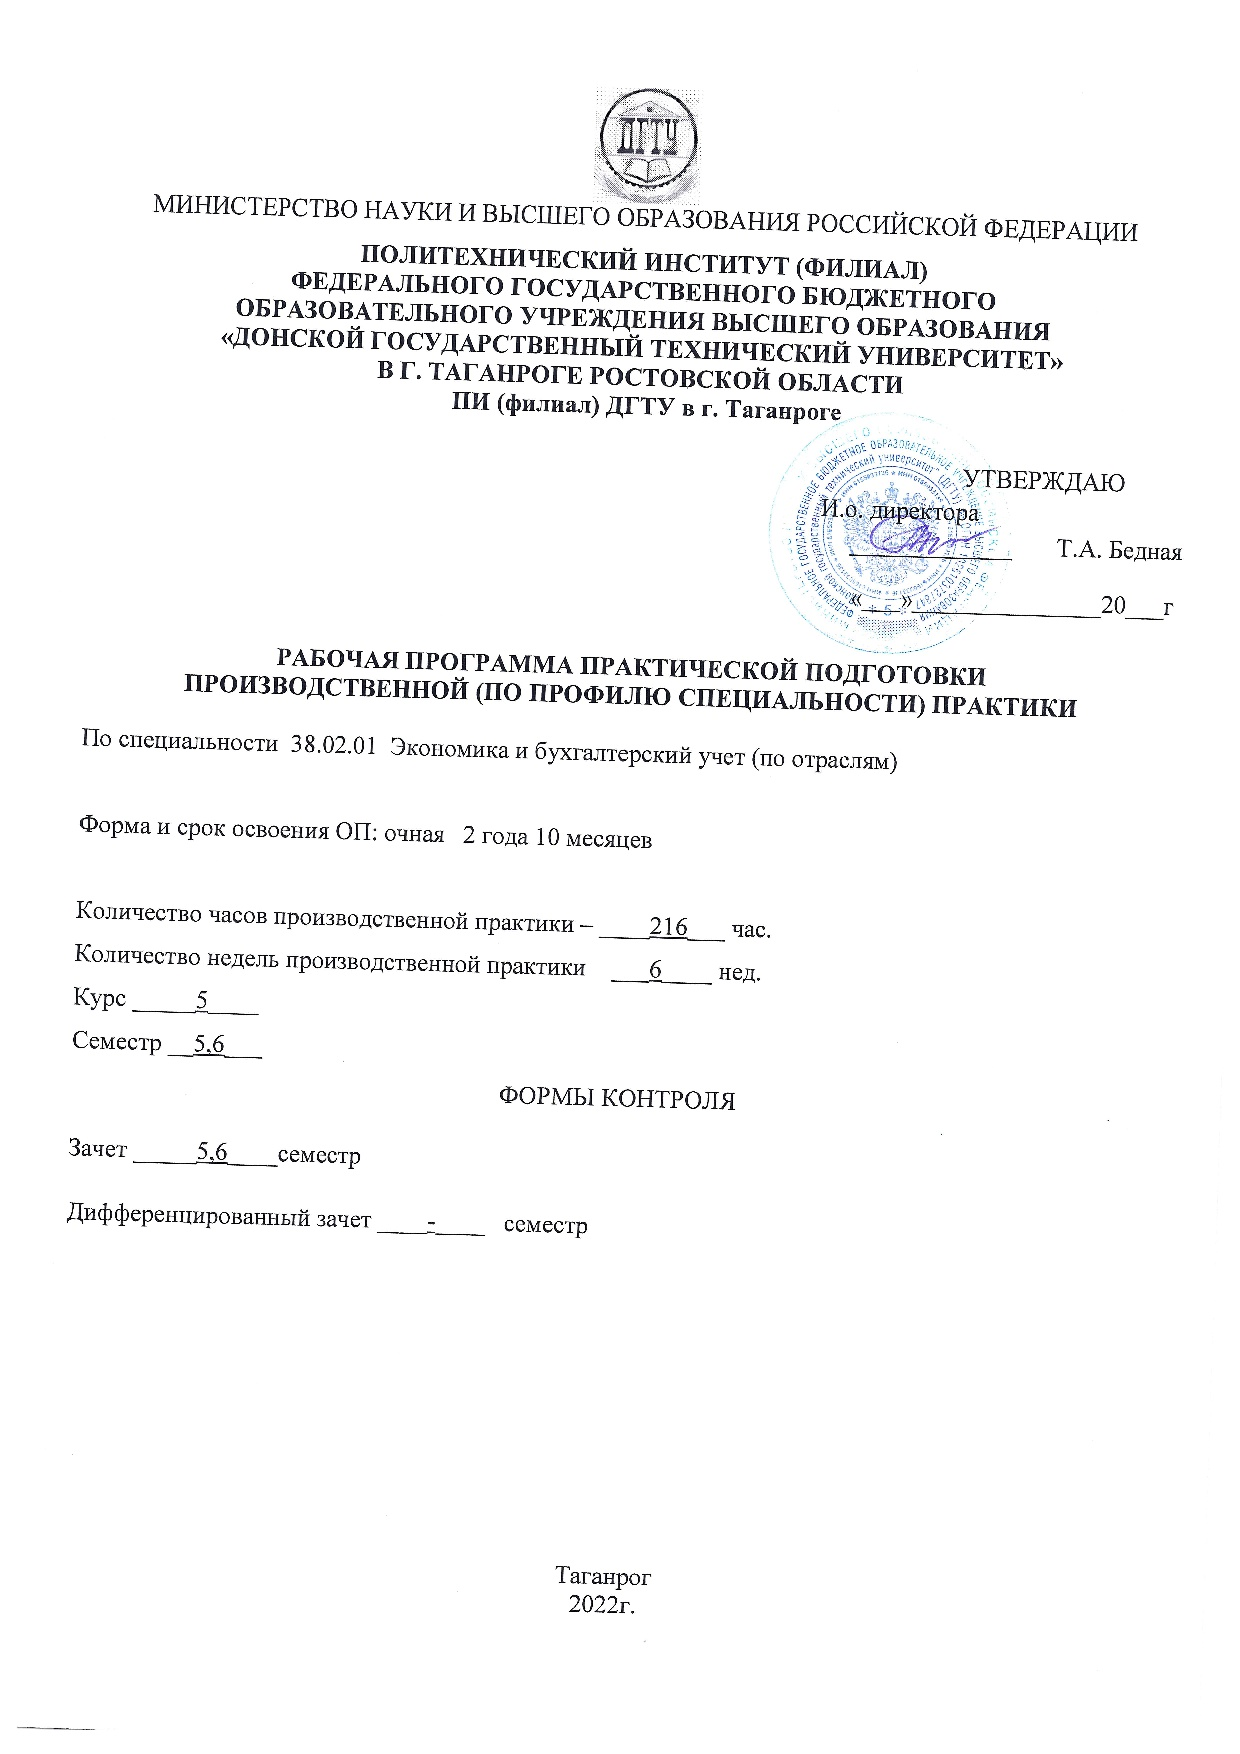 ДГТУ
МИНИСТЕРСТВО НАУКИ И ВЫСШЕГО ОБРАЗОВАНИЯ РОССИЙСКОЙ ФЕДЕРАЦИИ
ПОЛИТЕХНИЧЕСКИЙ ИНСТИТУТ (ФИЛИАЛ)
ФЕДЕРАЛЬНОГО ГОСУДАРСТВЕННОГО БЮДЖЕТНОГО
ОБРАЗОВАТЕЛЬНОГО УЧРЕЖДЕНИЯ ВЫСШЕГО ОБРАЗОВАНИЯ
«ДОНСКОЙ ГОСУДАРСТВЕННЫЙ ТЕХНИЧЕСКИЙ УНИВЕРСИТЕТ»
В Г. ТАГАНРОГЕ РОСТОВСКОЙ ОБЛАСТИ
ПИ (филиал) ДГТУ в г. Таганроге
УТВЕРЖДАЮ
И.о. директора
_____________ Т.А. Бедная
«___»_______________20___г
РАБОЧАЯ ПРОГРАММА ПРАКТИЧЕСКОЙ ПОДГОТОВКИ
ПРОИЗВОДСТВЕННОЙ (ПО ПРОФИЛЮ СПЕЦИАЛЬНОСТИ) ПРАКТИКИ
По специальности 38.02.01 Экономика и бухгалтерский учет (по отраслям)
Форма и срок освоения ОП: очная 2 года 10 месяцев
Количество часов производственной практики – ____216___ час.
Количество недель производственной практики ___6____ нед.
Курс _____5____
Семестр __5,6___
ФОРМЫ КОНТРОЛЯ
Зачет _____5,6____семестр
Дифференцированный зачет ____-____ семестр
Таганрог
2022г.